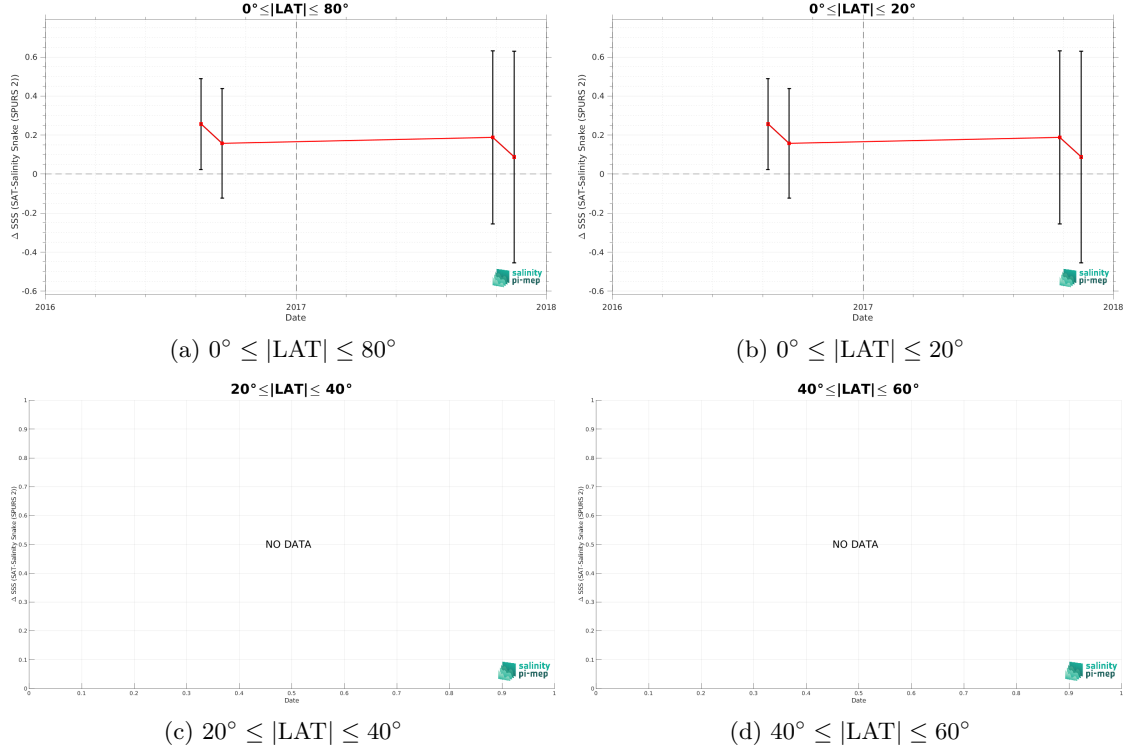 0°≤|LAT|≤ 80°
Δ SSS (SAT-Salinity Snake (SPURS 2))
0.6
0.4
0.2
0
-0.2
-0.4
-0.6
2016
2017
2018
Date
salinity
pi-mep
(a) 0° ≤ |LAT| ≤ 80°
0°≤|LAT|≤ 20°
Δ SSS (SAT-Salinity Snake (SPURS 2))
0.6
0.4
0.2
0
-0.2
-0.4
-0.6
2016
2017
2018
Date
salinity
pi-mep
(b) 0° ≤ |LAT| ≤ 20°
20°≤|LAT|≤ 40°
Δ SSS (SAT-Salinity Snake (SPURS 2))
1
0.9
0.8
0.7
0.6
0.5
0.4
0.3
0.2
0.1
0
NO DATA
0 0.1 0.2 0.3 0.4 0.5 0.6 0.7 0.8 0.9 1
Date
salinity
pi-mep
(c) 20° ≤ |LAT| ≤ 40°
40°≤|LAT|≤ 60°
Δ SSS (SAT-Salinity Snake (SPURS 2))
1
0.9
0.8
0.7
0.6
0.5
0.4
0.3
0.2
0.1
0
NO DATA
0 0.1 0.2 0.3 0.4 0.5 0.6 0.7 0.8 0.9 1
Date
salinity
pi-mep
(d) 40° ≤ |LAT| ≤ 60°